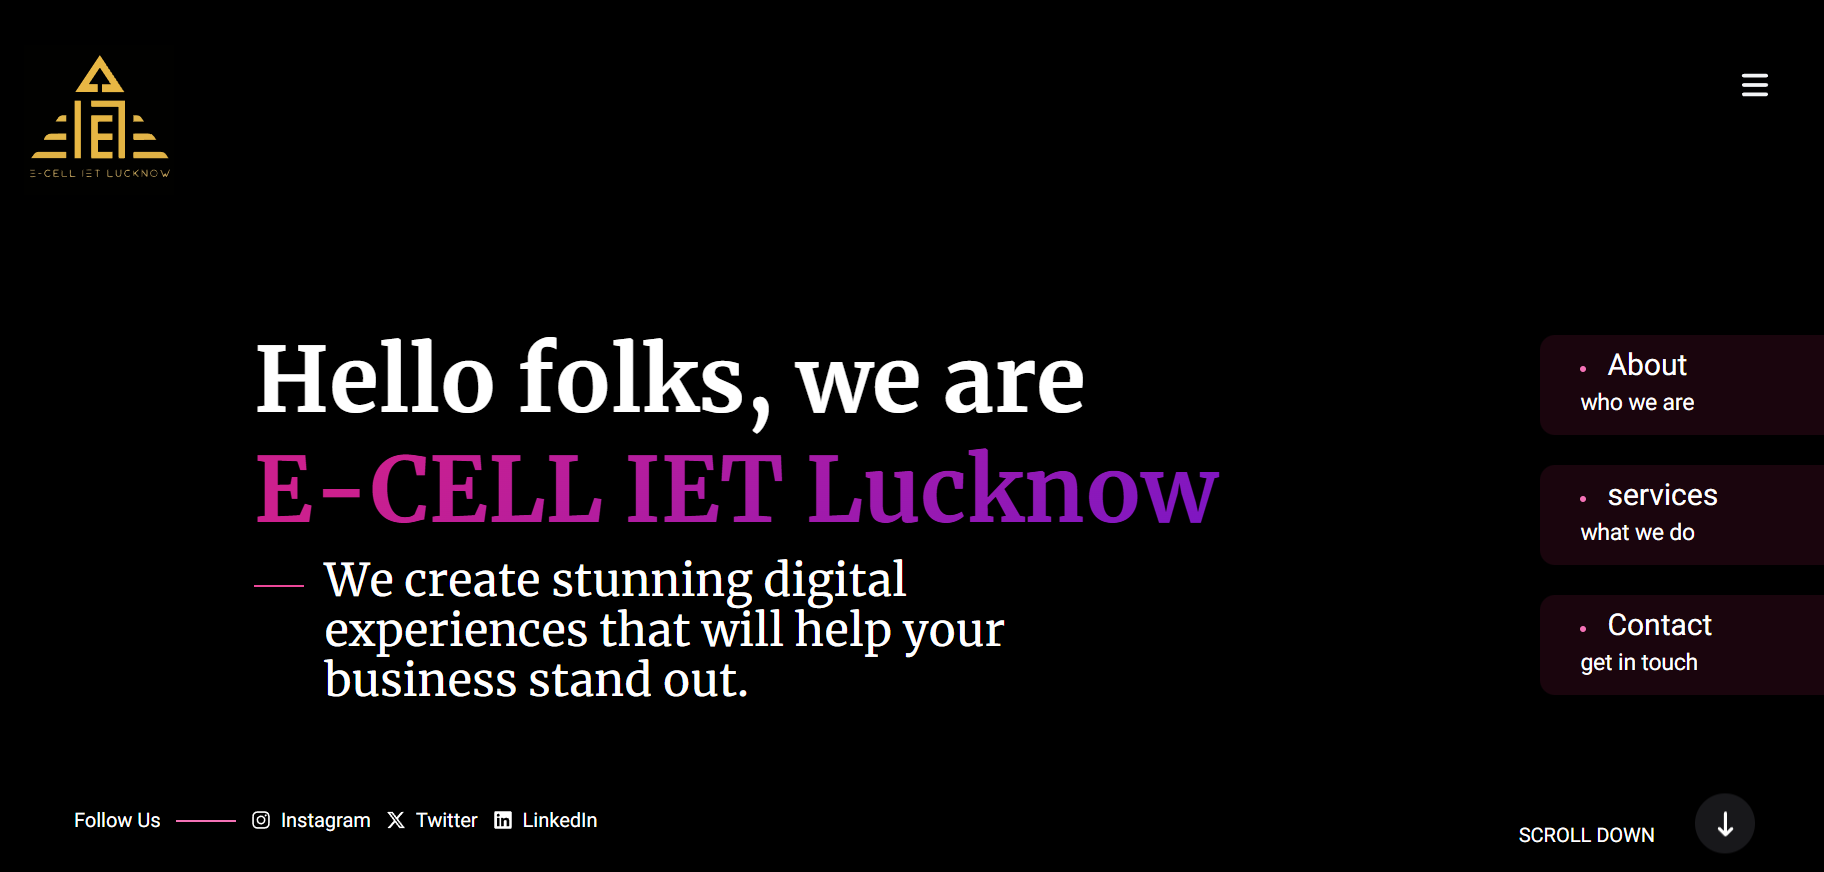 E-CELL IET LUCKNOW
Hello folks, we are
E-CELL IET Lucknow
We create stunning digital
experiences that will help your
business stand out.
About
who we are
services
what we do
Contact
get in touch
Follow Us
Instagram
Twitter
LinkedIn
SCROLL DOWN